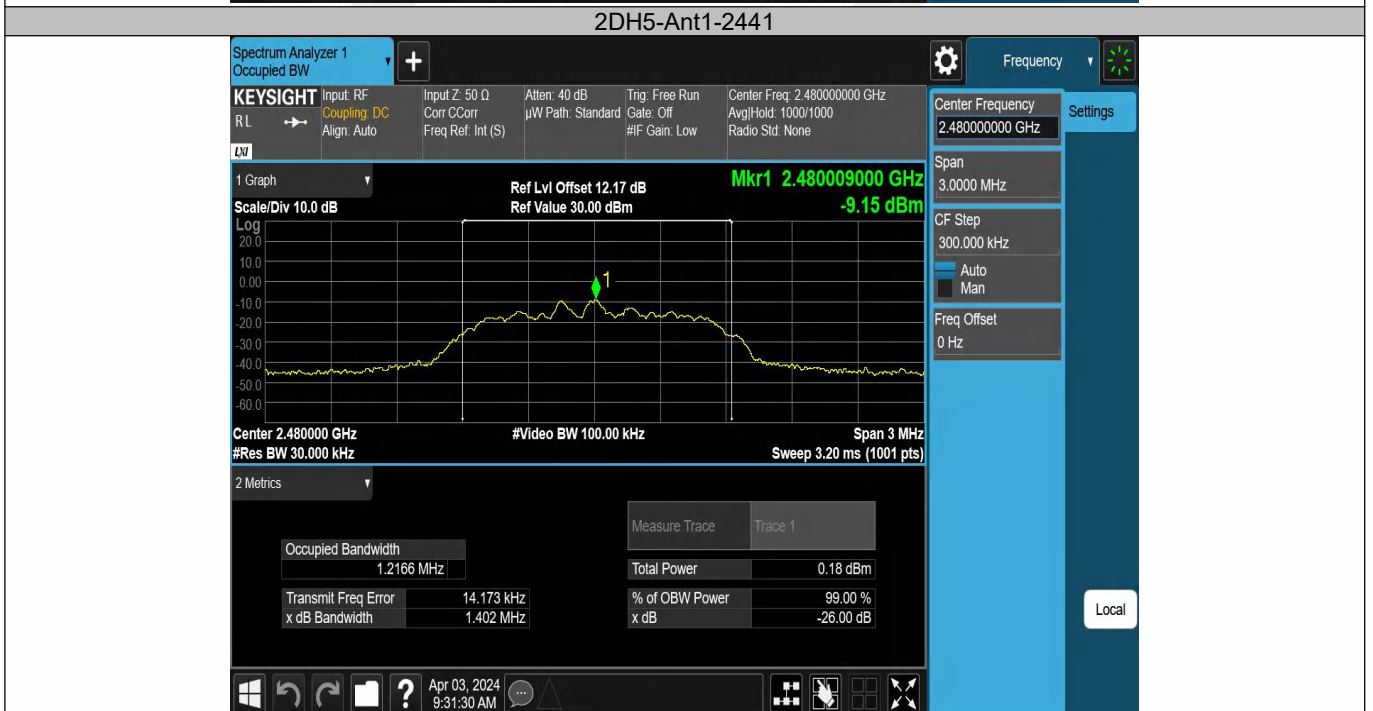 2DH5-Ant1-2441
Spectrum Analyzer 1
Occupied BW
+
Frequency
KEYSIGHT
RL
LXI
Input: RF
Coupling: DC
Align: Auto
Input Z: 50 Ω
Corr CCorr
Freq Ref: Int (S)
Atten: 40 dB
µW Path: Standard
Trig: Free Run
Gate: Off
#IF Gain: Low
Center Freq: 2.480000000 GHz
Avg|Hold: 1000/1000
Radio Std: None
Center Frequency
2.480000000 GHz
Settings
Span
3.0000 MHz
CF Step
300.000 kHz
Auto
Man
Freq Offset
0 Hz
Local
1 Graph
Scale/Div 10.0 dB
Ref Lvl Offset 12.17 dB
Ref Value 30.00 dBm
Mkr1 2.480009000 GHz
-9.15 dBm
Log
20.0
10.0
0.00
-10.0
-20.0
-30.0
-40.0
-50.0
-60.0
1
Center 2.480000 GHz
#Video BW 100.00 kHz
Span 3 MHz
#Res BW 30.000 kHz
Sweep 3.20 ms (1001 pts)
2 Metrics
Measure Trace Trace 1
Occupied Bandwidth
1.2166 MHz
Total Power 0.18 dBm
Transmit Freq Error 14.173 kHz
% of OBW Power 99.00 %
x dB Bandwidth 1.402 MHz
x dB -26.00 dB
?
Apr 03, 2024
9:31:30 AM